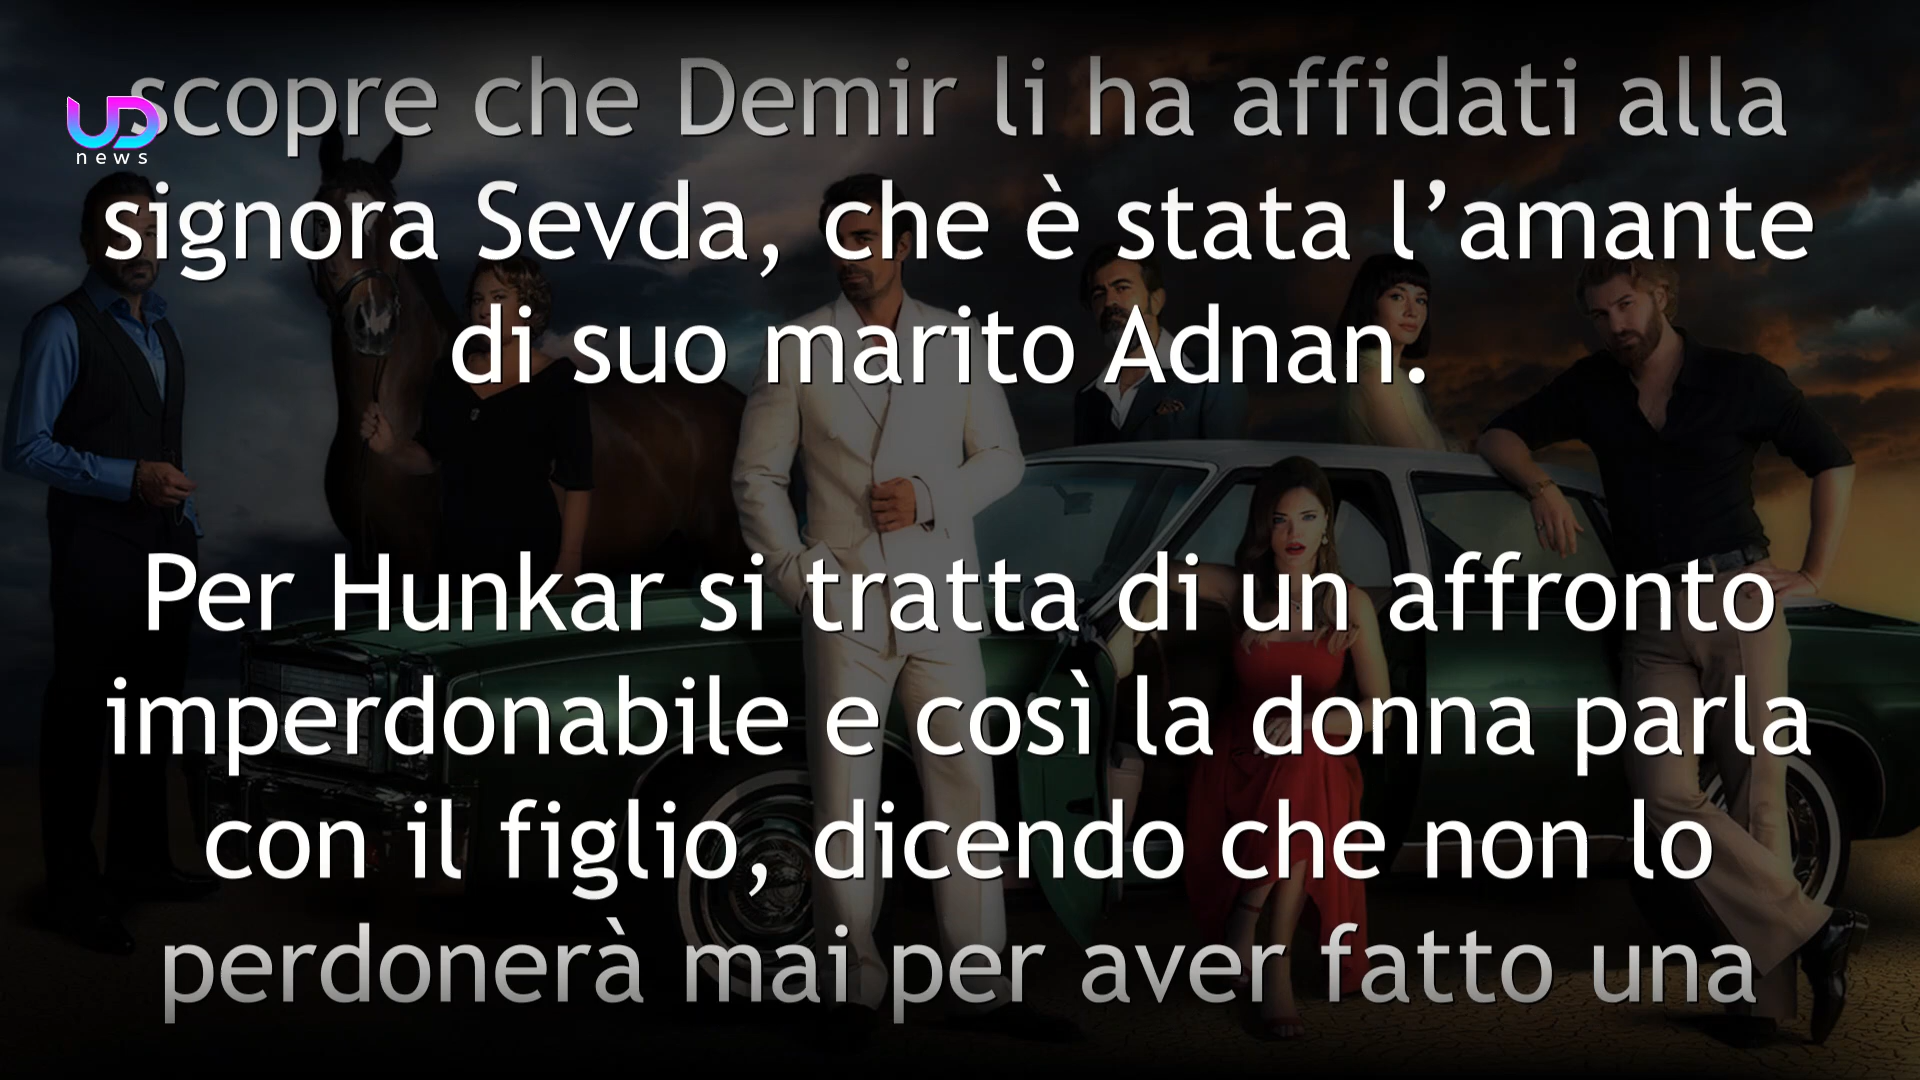 scopre che Demir li ha affidati alla
UD
news
signora Sevda, che è stata l’amante
di suo marito Adnan.
Per Hunkar si tratta di un affronto
imperdonabile e così la donna parla
con il figlio, dicendo che non lo
perdonerà mai per aver fatto una